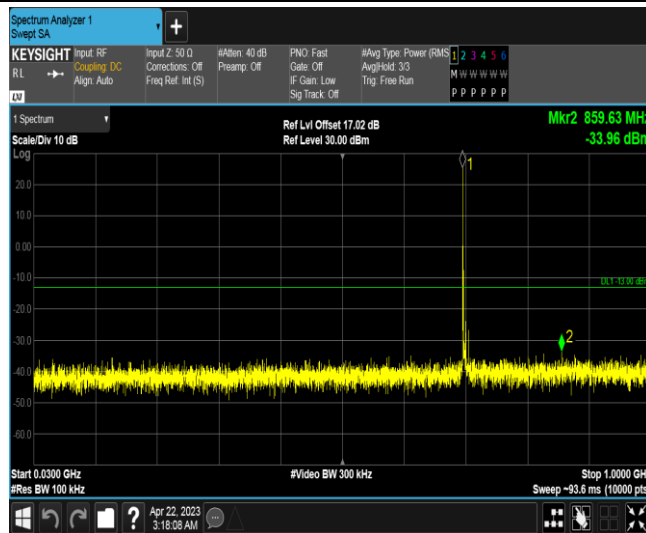 Spectrum Analyzer 1
Swept SA
+
KEYSIGHT
RL
LXI
Input: RF
Coupling: DC
Align: Auto
Input Z: 50 Ω
Corrections: Off
Freq Ref: Int (S)
#Atten: 40 dB
Preamp: Off
PNO: Fast
Gate: Off
IF Gain: Low
Sig Track: Off
#Avg Type: Power (RMS
Avg|Hold: 3/3
Trig: Free Run
1 2 3 4 5 6
M W W W W W
P P P P P P
1 Spectrum
Scale/Div 10 dB
Ref Lvl Offset 17.02 dB
Ref Level 30.00 dBm
Mkr2 859.63 MHz
-33.96 dBm
Log
1
20.0
10.0
0.00
-10.0
DL1 -13.00 dBm
-20.0
-30.0
2
-40.0
-50.0
-60.0
Start 0.0300 GHz
#Res BW 100 kHz
#Video BW 300 kHz
Stop 1.0000 GHz
Sweep ~93.6 ms (10000 pts
?
Apr 22, 2023
3:18:08 AM